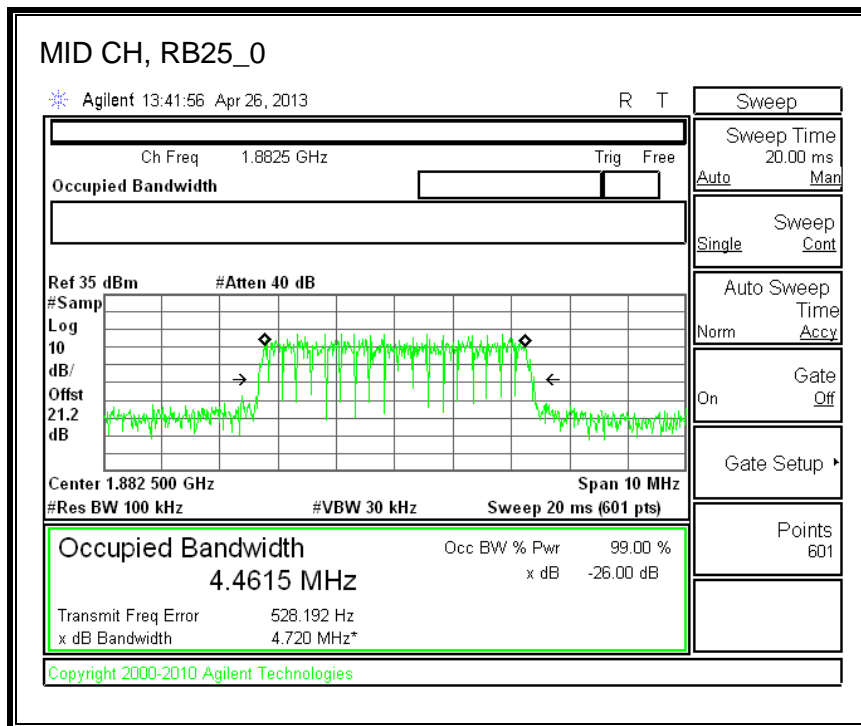 MID CH, RB25_0
Agilent 13:41:56 Apr 26, 2013 R T
Ch Freq 1.8825 GHz Trig Free
Occupied Bandwidth
Ref 35 dBm #Atten 40 dB
#Samp
Log
10
dB/
Offst
21.2
dB
Center 1.882 500 GHz Span 10 MHz
#Res BW 100 kHz #VBW 30 kHz Sweep 20 ms (601 pts)
Occupied Bandwidth Occ BW % Pwr 99.00 %
4.4615 MHz x dB -26.00 dB
Transmit Freq Error 528.192 Hz
x dB Bandwidth 4.720 MHz*
Copyright 2000-2010 Agilent Technologies
Sweep
Sweep Time
20.00 ms
Auto Man
Sweep
Single Cont
Auto Sweep
Time
Norm Accy
Gate
On Off
Gate Setup
Points
601